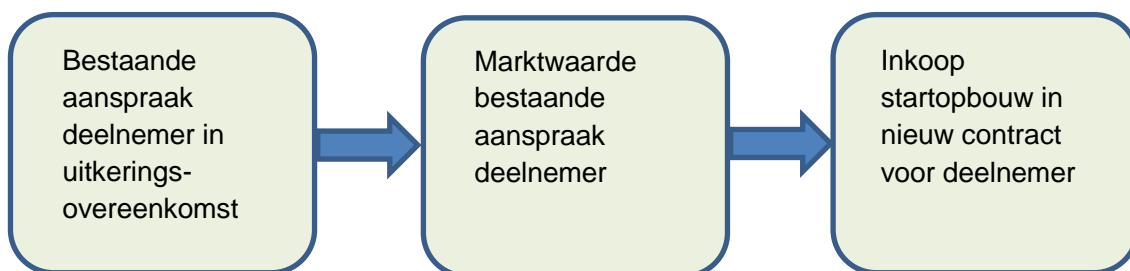 Bestaande
aanspraak
deelnemer in
uitkerings-
overeenkomst
Marktwaarde
bestaande
aanspraak
deelnemer
Inkoop
startopbouw in
nieuw contract
voor deelnemer